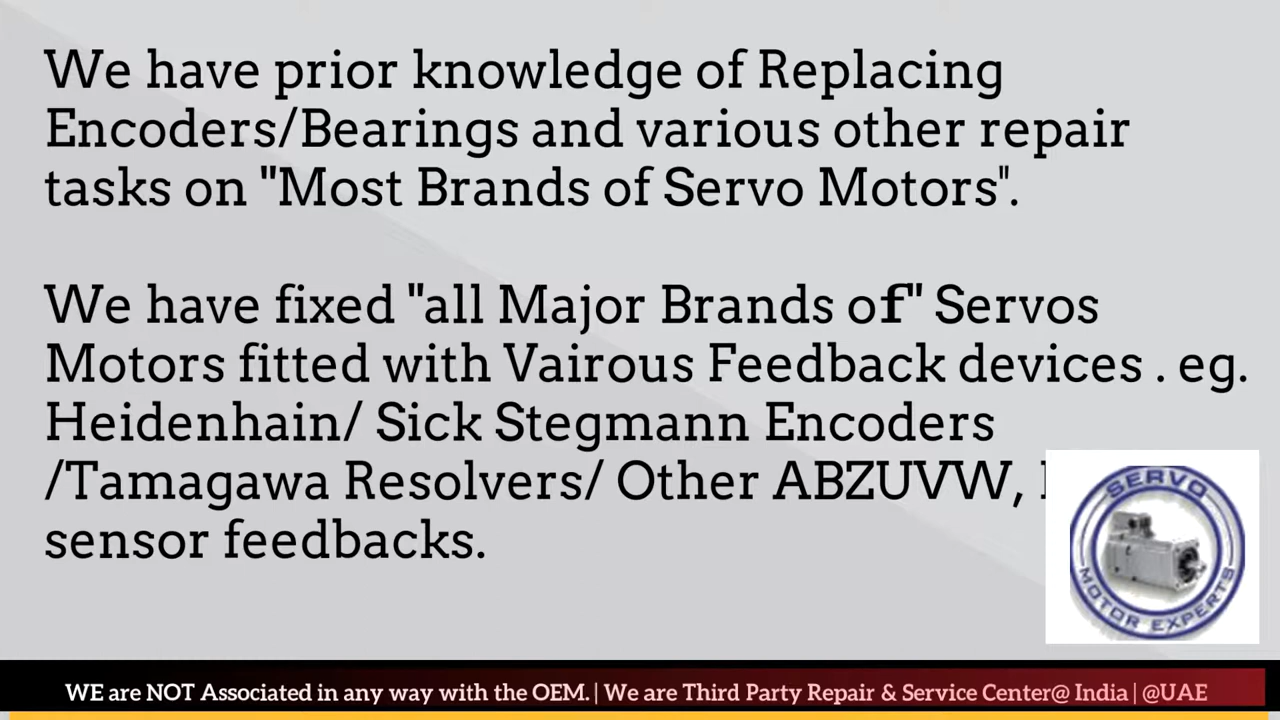 We have prior knowledge of Replacing
Encoders/Bearings and various other repair
tasks on "Most Brands of Servo Motors".
We have fixed "all Major Brands of" Servos
Motors fitted with Vairous Feedback devices . eg.
Heidenhain/ Sick Stegmann Encoders
/Tamagawa Resolvers/ Other ABZUVW,
sensor feedbacks.
SERVO
MOTOR EXPERTS
WE are NOT Associated in any way with the OEM. | We are Third Party Repair & Service Center@ India | @UAE